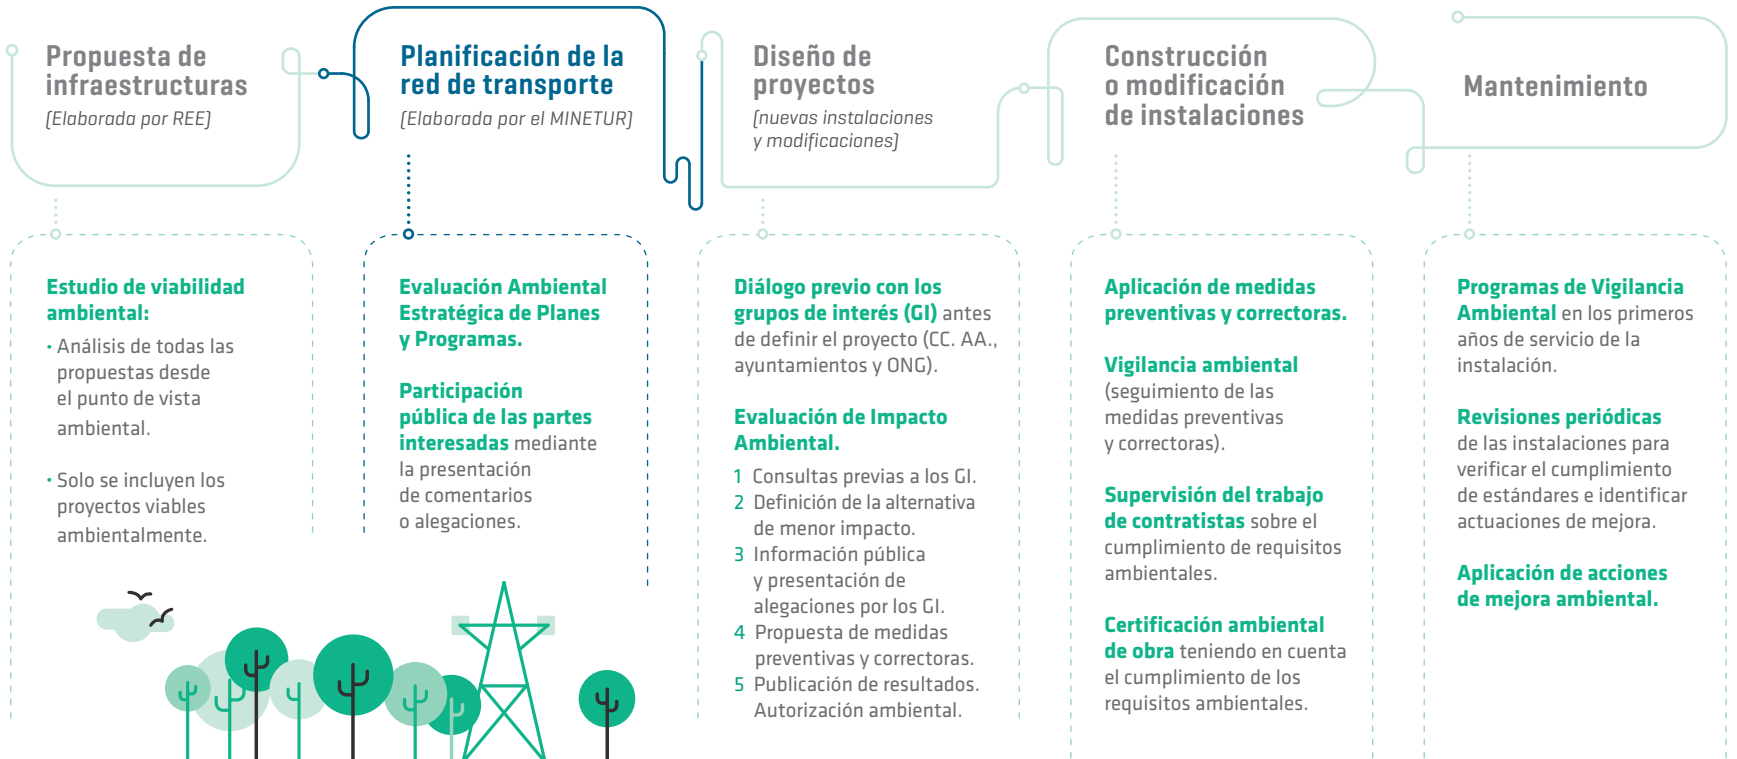 Propuesta de
infraestructuras
(Elaborada por REE)
Planificación de la
red de transporte
(Elaborada por el MINETUR)
Diseño de
proyectos
(nuevas instalaciones
y modificaciones)
Construcción
o modificación
de instalaciones
Mantenimiento
Estudio de viabilidad
ambiental:
• Análisis de todas las
propuestas desde
el punto de vista
ambiental.
• Solo se incluyen los
proyectos viables
ambientalmente.
Evaluación Ambiental
Estratégica de Planes
y Programas.
Participación
pública de las partes
interesadas mediante
la presentación
de comentarios
o alegaciones.
Diálogo previo con los
grupos de interés (GI) antes
de definir el proyecto (CC. AA.,
ayuntamientos y ONG).
Evaluación de Impacto
Ambiental.
1 Consultas previas a los GI.
2 Definición de la alternativa
de menor impacto.
3 Información pública
y presentación de
alegaciones por los GI.
4 Propuesta de medidas
preventivas y correctoras.
5 Publicación de resultados.
Autorización ambiental.
Aplicación de medidas
preventivas y correctoras.
Vigilancia ambiental
(seguimiento de las
medidas preventivas
y correctoras).
Supervisión del trabajo
de contratistas sobre el
cumplimiento de requisitos
ambientales.
Certificación ambiental
de obra teniendo en cuenta
el cumplimiento de los
requisitos ambientales.
Programas de Vigilancia
Ambiental en los primeros
años de servicio de la
instalación.
Revisiones periódicas
de las instalaciones para
verificar el cumplimiento
de estándares e identificar
actuaciones de mejora.
Aplicación de acciones
de mejora ambiental.